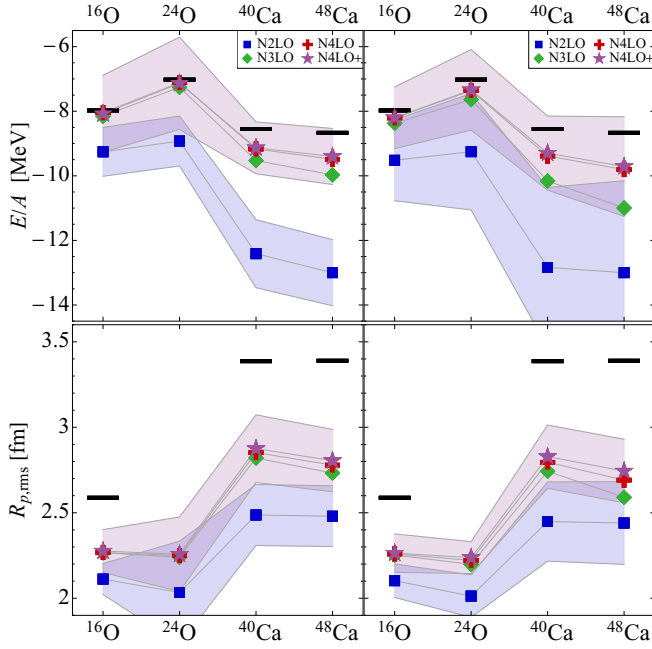 ¹⁶O ²⁴O ⁴⁰Ca ⁴⁸Ca ¹⁶O ²⁴O ⁴⁰Ca ⁴⁸Ca
−6
N2LO N4LO N2LO N4LO
N3LO N4LO+ N3LO N4LO+
−8
E/A [MeV]
−10
−12
−14
3.5
R_{p,rms} [fm]
3
2.5
2
¹⁶O ²⁴O ⁴⁰Ca ⁴⁸Ca ¹⁶O ²⁴O ⁴⁰Ca ⁴⁸Ca